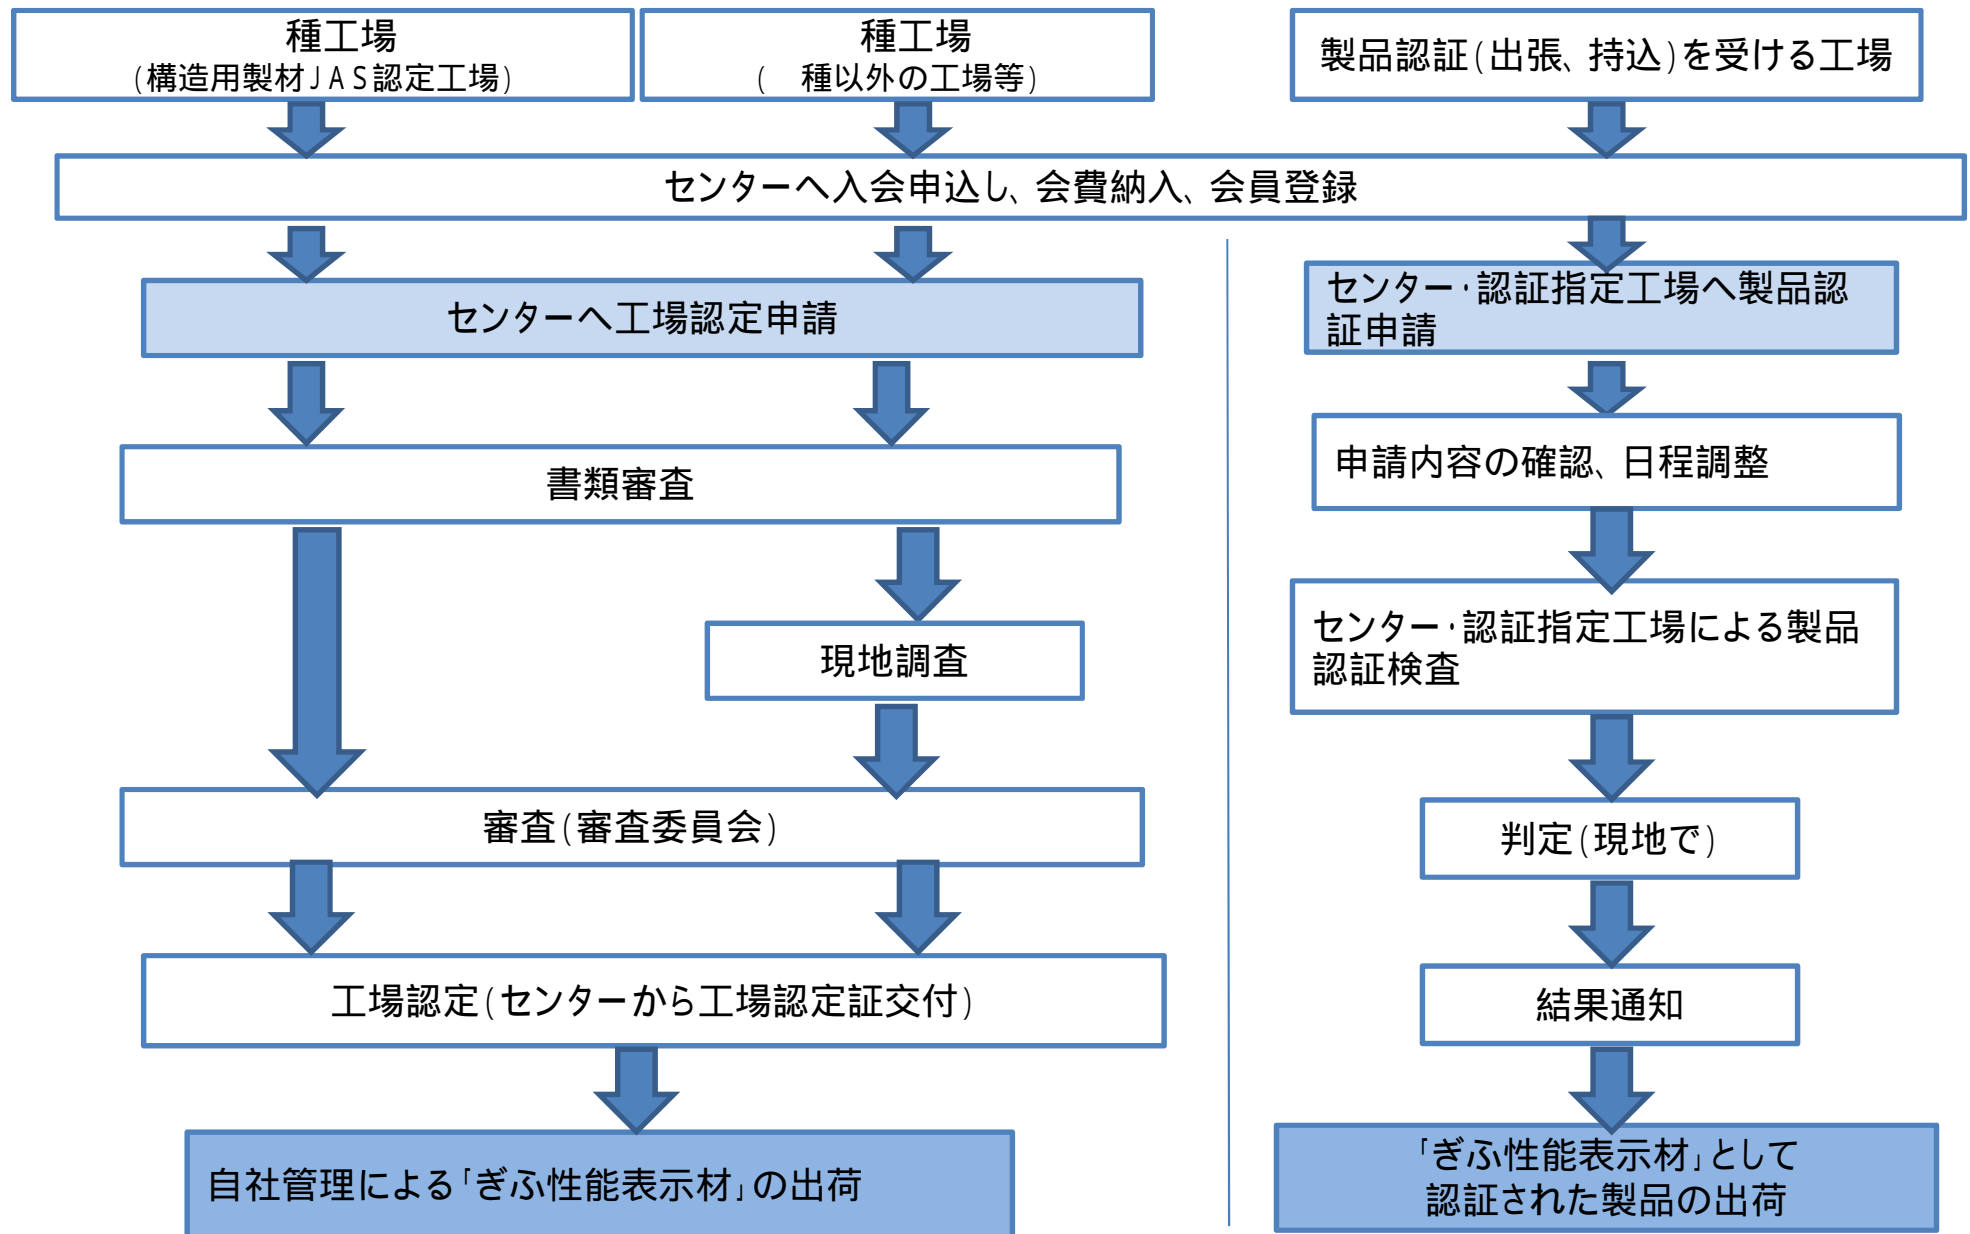 種工場
(構造用製材JAS認定工場)
種工場
( 種以外の工場等)
製品認証(出張、持込)を受ける工場
センターへ入会申込し、会費納入、会員登録
センターへ工場認定申請
センター・認証指定工場へ製品認
証申請
書類審査
申請内容の確認、日程調整
現地調査
センター・認証指定工場による製品
認証検査
審査(審査委員会)
判定(現地で)
工場認定(センターから工場認定証交付)
結果通知
自社管理による「ぎふ性能表示材」の出荷
「ぎふ性能表示材」として
認証された製品の出荷